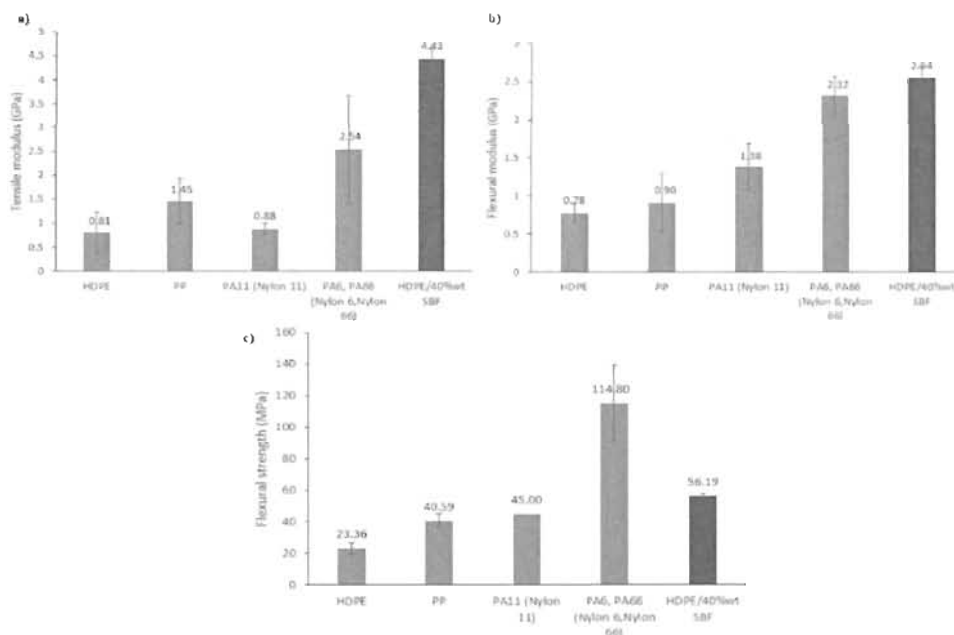 a)
Tensile modulus (GPa)
5
4.5
4
3.5
3
2.5
2
1.5
1
0.5
0
0.81
1.45
0.88
2.54
4.43
HDPE
PP
PA11 (Nylon 11)
PA6, PA66
(Nylon 6,Nylon
66)
HDPE/40%wt
SBF
b)
Flexural modulus (GPa)
3
2.5
2
1.5
1
0.5
0
0.78
0.90
1.38
2.32
HDPE
PP
PA11 (Nylon 11)
PA6, PA66
(Nylon 6,Nylon
66)
HDPE/40%wt
SBF
c)
Flexural strength (MPa)
160
140
120
100
80
60
40
20
0
23.36
40.59
45.00
114.80
56.19
HDPE
PP
PA11 (Nylon
11)
PA6, PA66
(Nylon 6,Nylon
66)
HDPE/40%wt
SBF